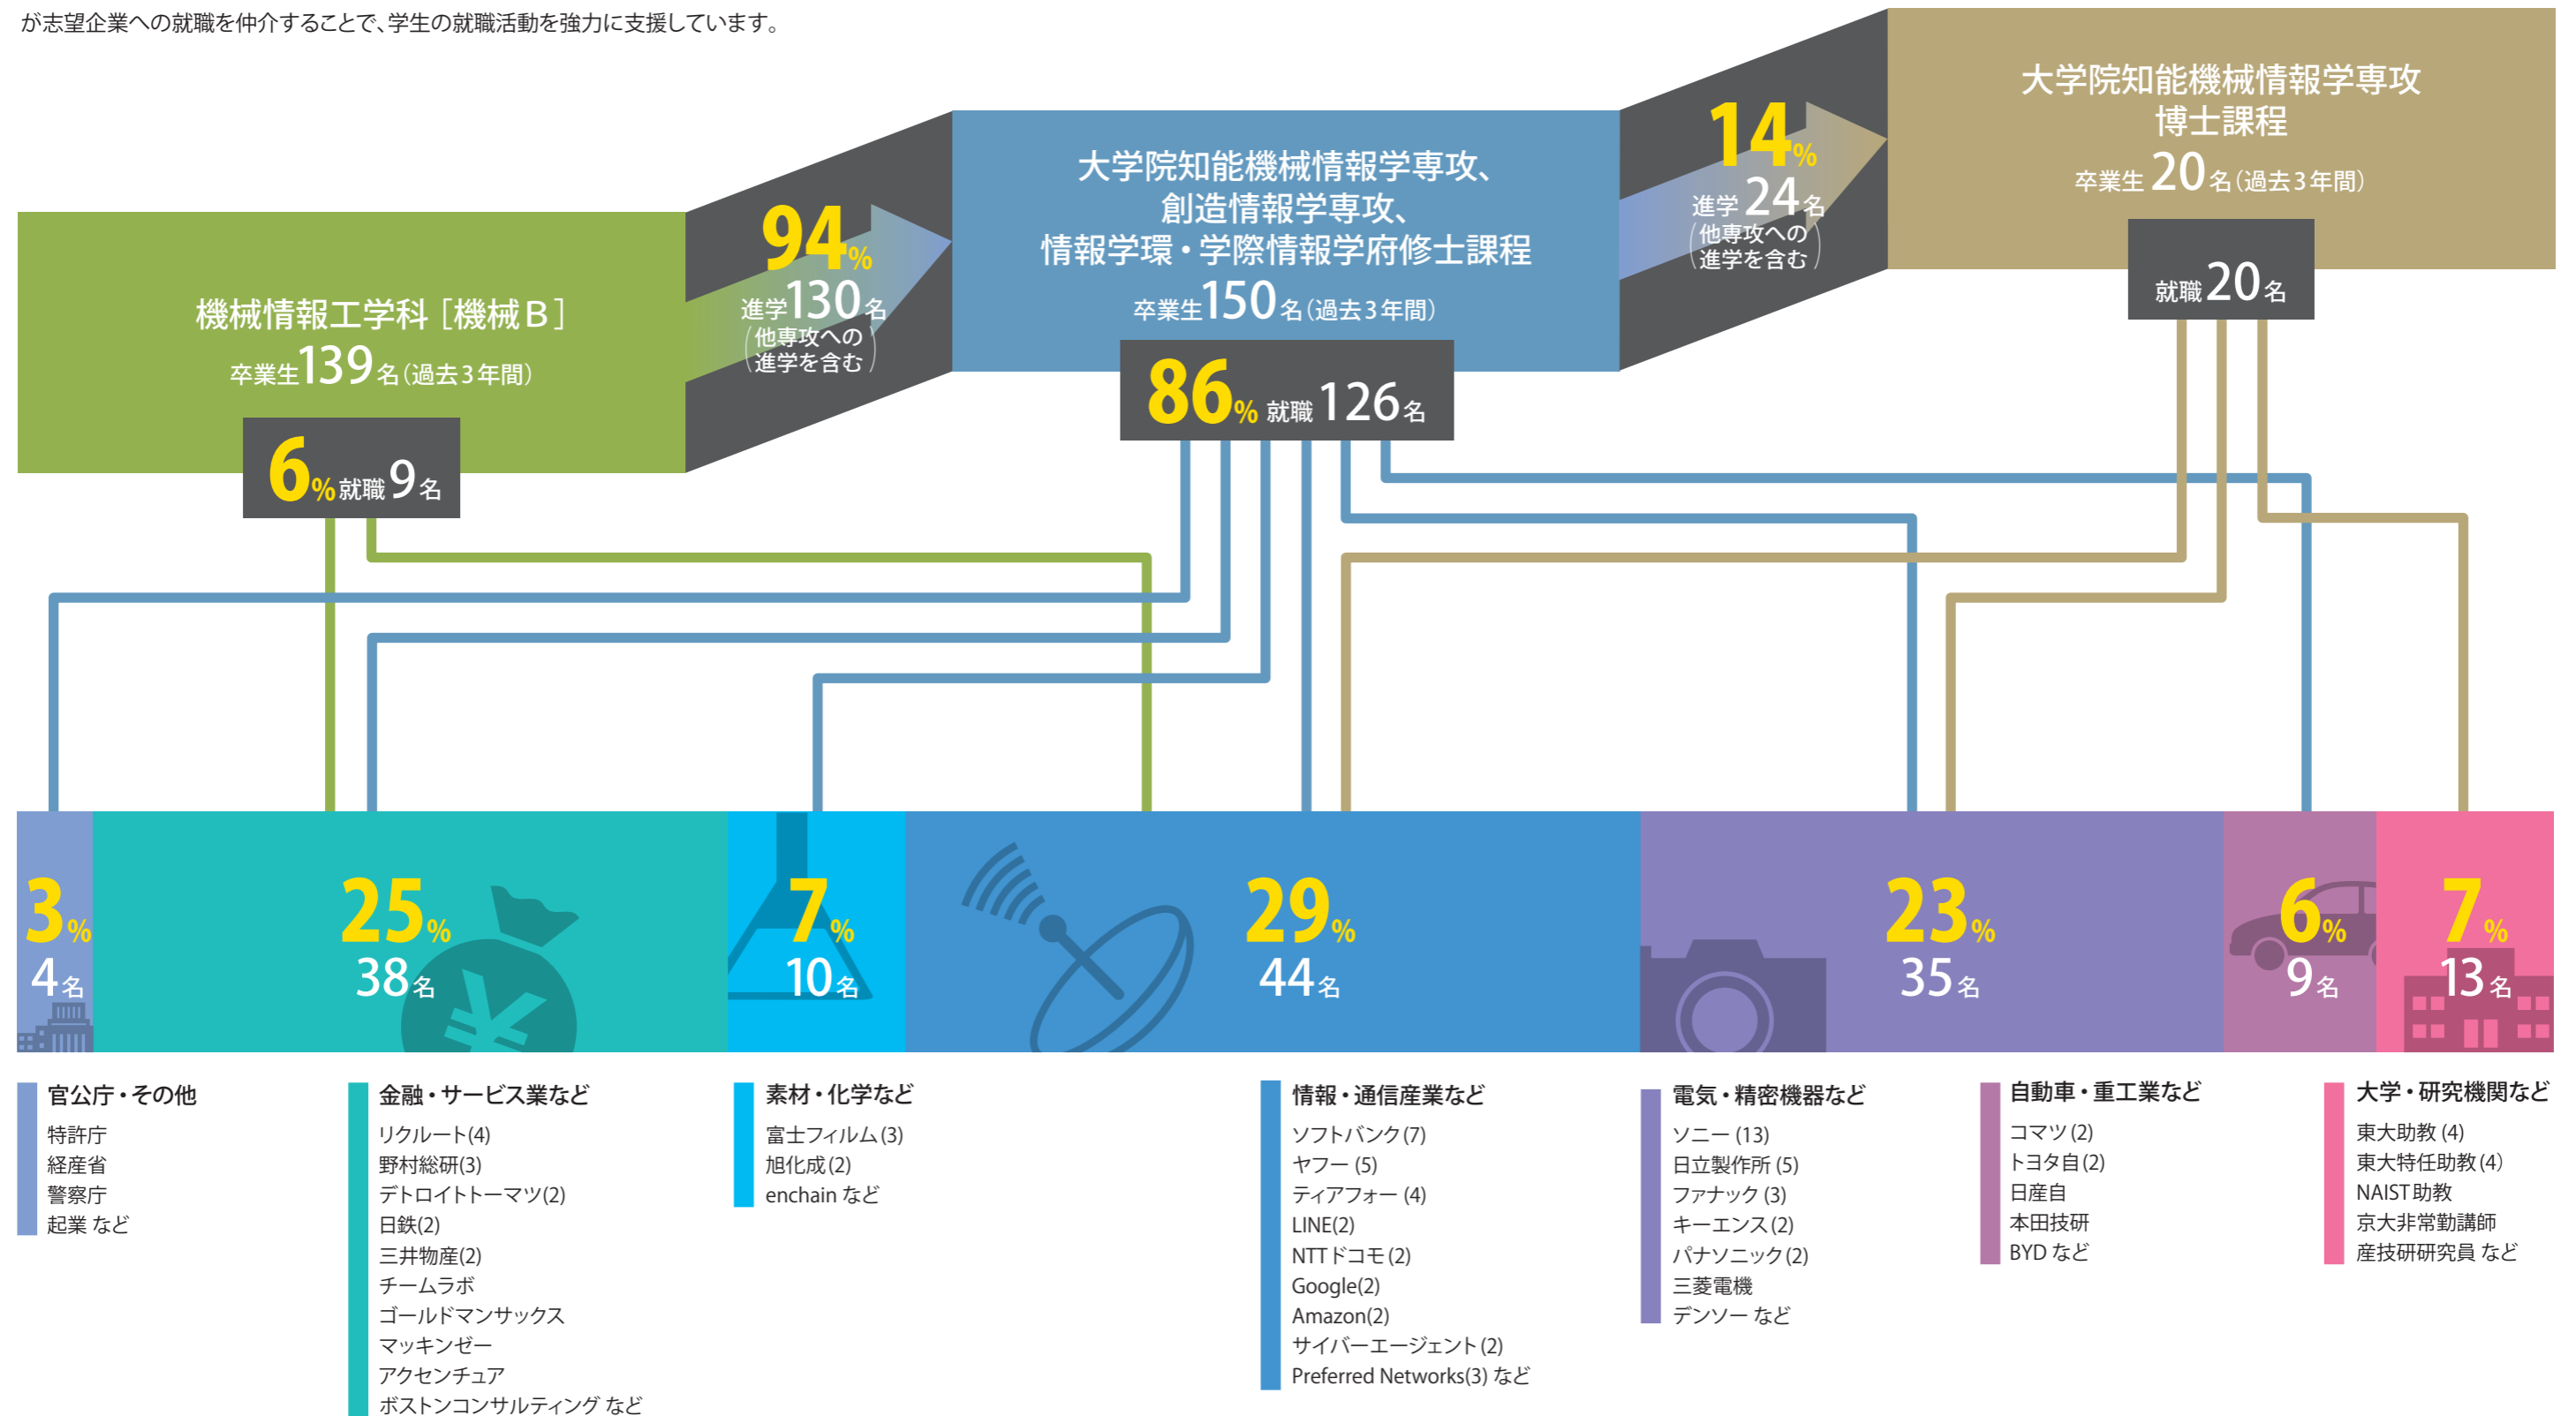 が志望企業への就職を仲介することで、学生の就職活動を強力に支援しています。
機械情報工学科［機械B］
卒業生139名（過去3年間）
6%就職9名
94%
進学130名
（他専攻への
進学を含む）
大学院知能機械情報学専攻、
創造情報学専攻、
情報学環・学際情報学府修士課程
卒業生150名（過去3年間）
86%就職126名
14%
進学24名
（他専攻への
進学を含む）
大学院知能機械情報学専攻
博士課程
卒業生20名（過去3年間）
就職20名
3%
4名
25%
38名
¥
7%
10名
29%
44名
23%
35名
6%
9名
7%
13名
官公庁・その他
特許庁
経産省
警察庁
起業 など
金融・サービス業など
リクルート(4)
野村総研(3)
デトロイトトーマツ(2)
日鉄(2)
三井物産(2)
チームラボ
ゴールドマンサックス
マッキンゼー
アクセンチュア
ボストンコンサルティング など
素材・化学など
富士フィルム(3)
旭化成(2)
enchain など
情報・通信産業など
ソフトバンク(7)
ヤフー (5)
ティアフォー (4)
LINE(2)
NTTドコモ(2)
Google(2)
Amazon(2)
サイバーエージェント(2)
Preferred Networks(3) など
電気・精密機器など
ソニー (13)
日立製作所 (5)
ファナック (3)
キーエンス(2)
パナソニック(2)
三菱電機
デンソー など
自動車・重工業など
コマツ(2)
トヨタ自(2)
日産自
本田技研
BYD など
大学・研究機関など
東大助教 (4)
東大特任助教(4)
NAIST助教
京大非常勤講師
産技研研究員 など